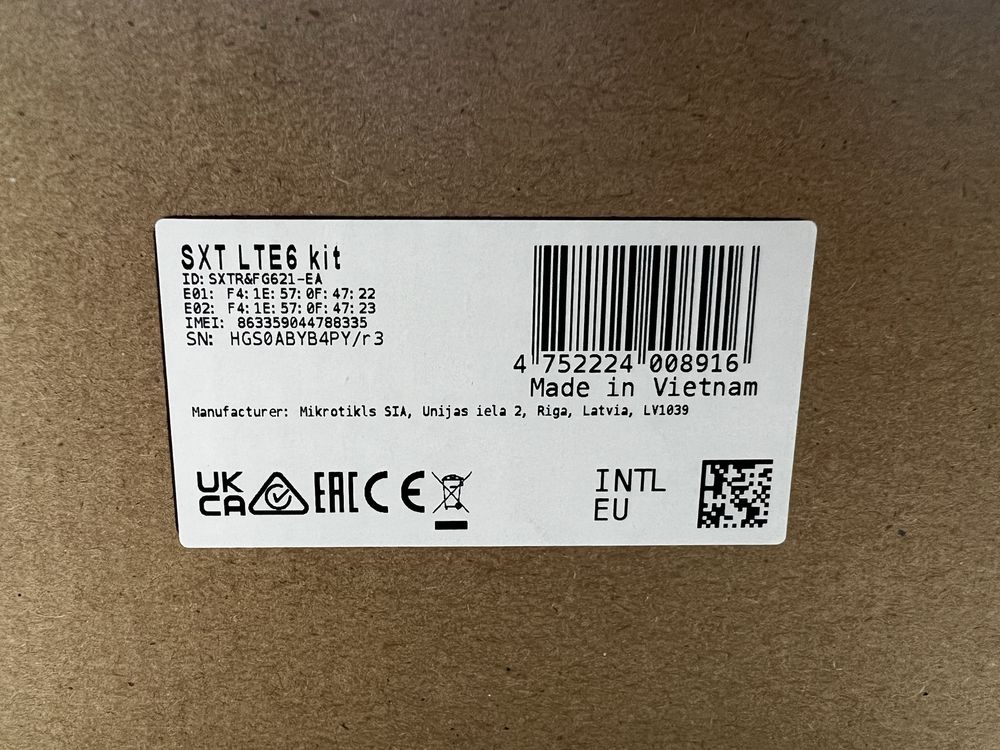 SXT LTE6 kit
ID: SXTR&FG621-EA
E01: F4:1E:57:0F:47:22
E02: F4:1E:57:0F:47:23
IMEI: 863359044788335
SN: HGS0ABYB4PY/r3
4 752224 008916
Made in Vietnam
Manufacturer: Mikrotikls SIA, Unijas iela 2, Riga, Latvia, LV1039
UK
CA
EAC CE
INTL
EU